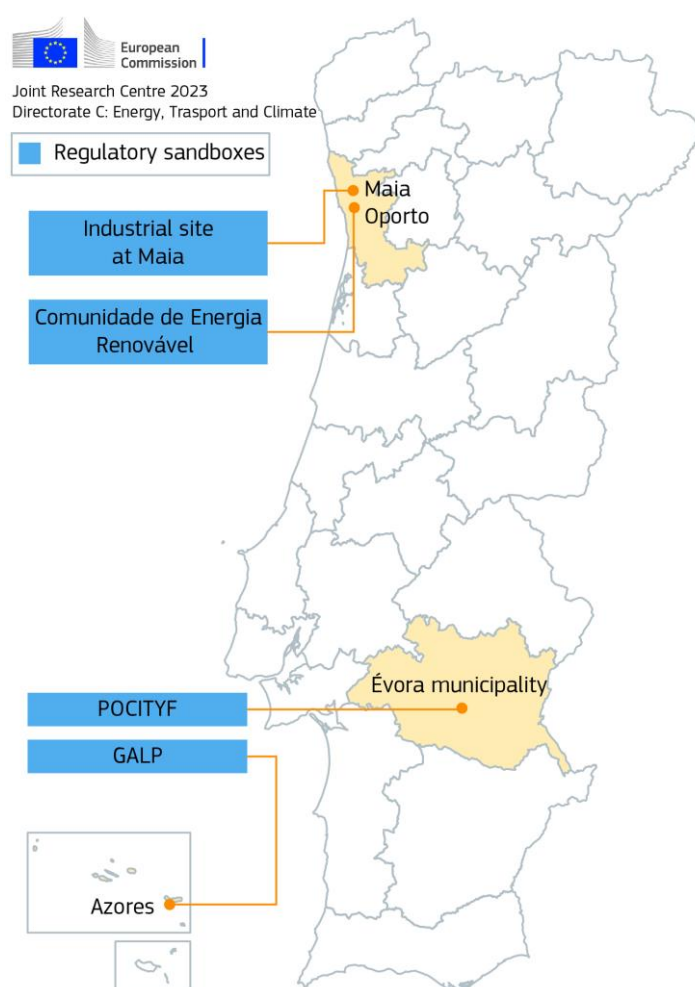 European
Commission
Joint Research Centre 2023
Directorate C: Energy, Trasport and Climate
Regulatory sandboxes
Maia
Oporto
Industrial site
at Maia
Comunidade de Energia
Renovável
Évora municipality
POCITYF
GALP
Azores